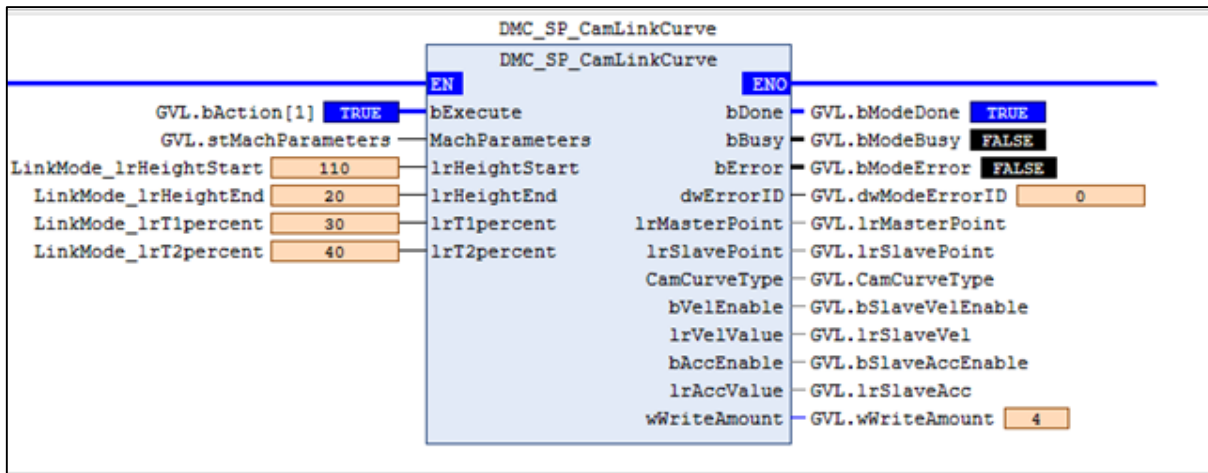 DMC_SP_CamLinkCurve
DMC_SP_CamLinkCurve
EN ENO
GVL.bAction[1] TRUE bExecute bDone GVL.bModeDone TRUE
GVL.stMachParameters MachParameters bBusy GVL.bModeBusy FALSE
LinkMode_lrHeightStart 110 lrHeightStart bError GVL.bModeError FALSE
LinkMode_lrHeightEnd 20 lrHeightEnd dwErrorID GVL.dwModeErrorID 0
LinkMode_lrT1percent 30 lrT1percent lrMasterPoint GVL.lrMasterPoint
LinkMode_lrT2percent 40 lrT2percent lrSlavePoint GVL.lrSlavePoint
CamCurveType GVL.CamCurveType
bVelEnable GVL.bSlaveVelEnable
lrVelValue GVL.lrSlaveVel
bAccEnable GVL.bSlaveAccEnable
lrAccValue GVL.lrSlaveAcc
wWriteAmount GVL.wWriteAmount 4